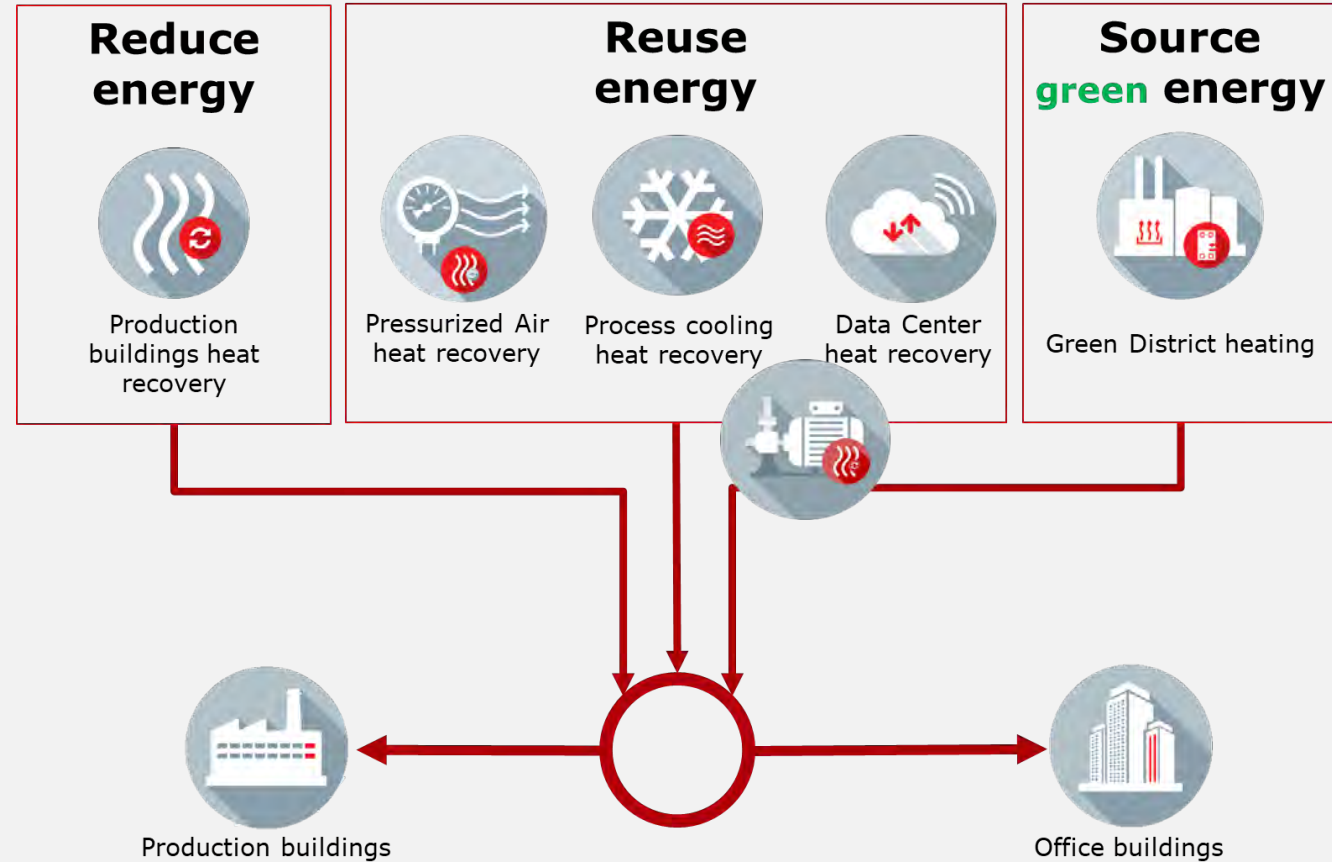 Reduce
energy
Production
buildings heat
recovery
Reuse
energy
Pressurized Air
heat recovery
Process cooling
heat recovery
Data Center
heat recovery
Source
green energy
Green District heating
Production buildings
Office buildings